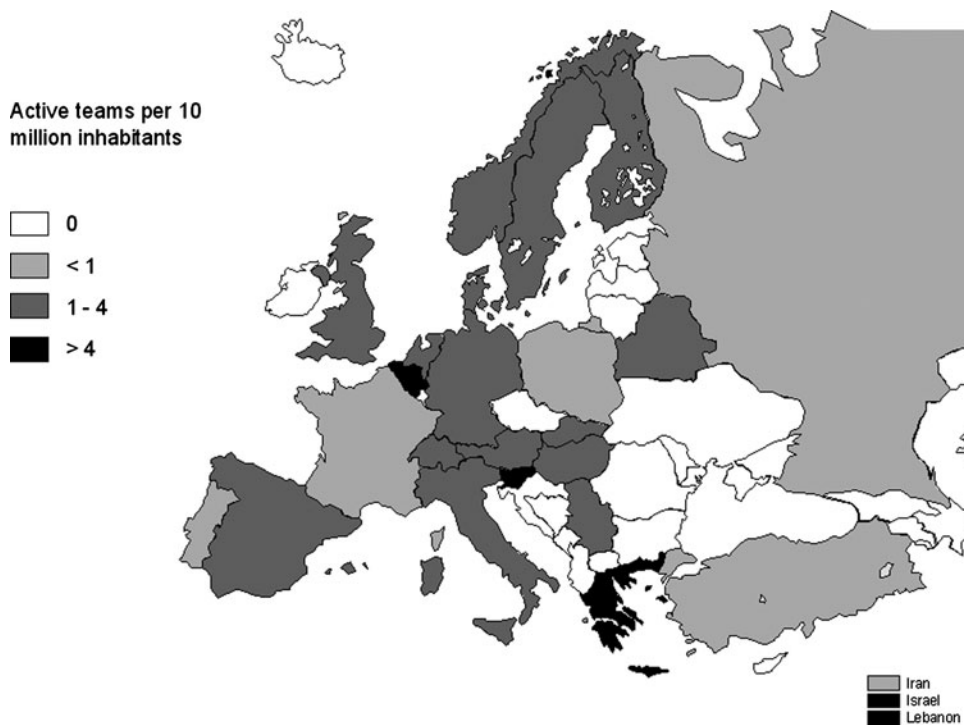 Active teams per 10
million inhabitants
0
< 1
1 - 4
> 4
Iran
Israel
Lebanon